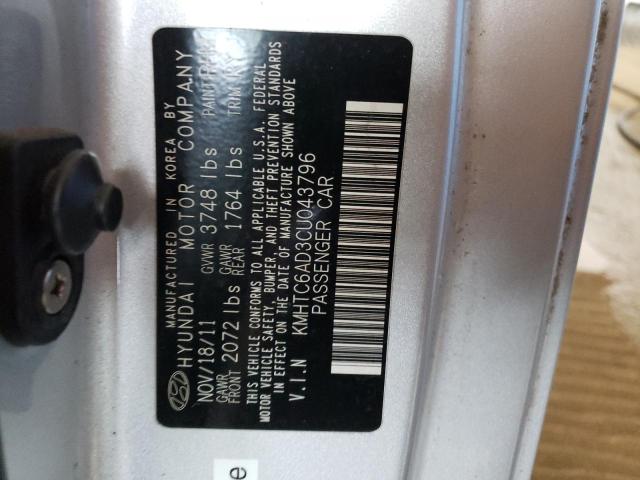 MANUFACTURED IN KOREA BY
HYUNDAI MOTOR COMPANY
NOV/18/11 GVWR 3748 lbs
GAWR FRONT 2072 lbs GAWR REAR 1764 lbs
THIS VEHICLE CONFORMS TO ALL APPLICABLE U.S.A. FEDERAL
MOTOR VEHICLE SAFETY, BUMPER, AND THEFT PREVENTION STANDARDS
IN EFFECT ON THE DATE OF MANUFACTURE SHOWN ABOVE
V.I.N KMHTC6AD3CU043796
PASSENGER CAR
e